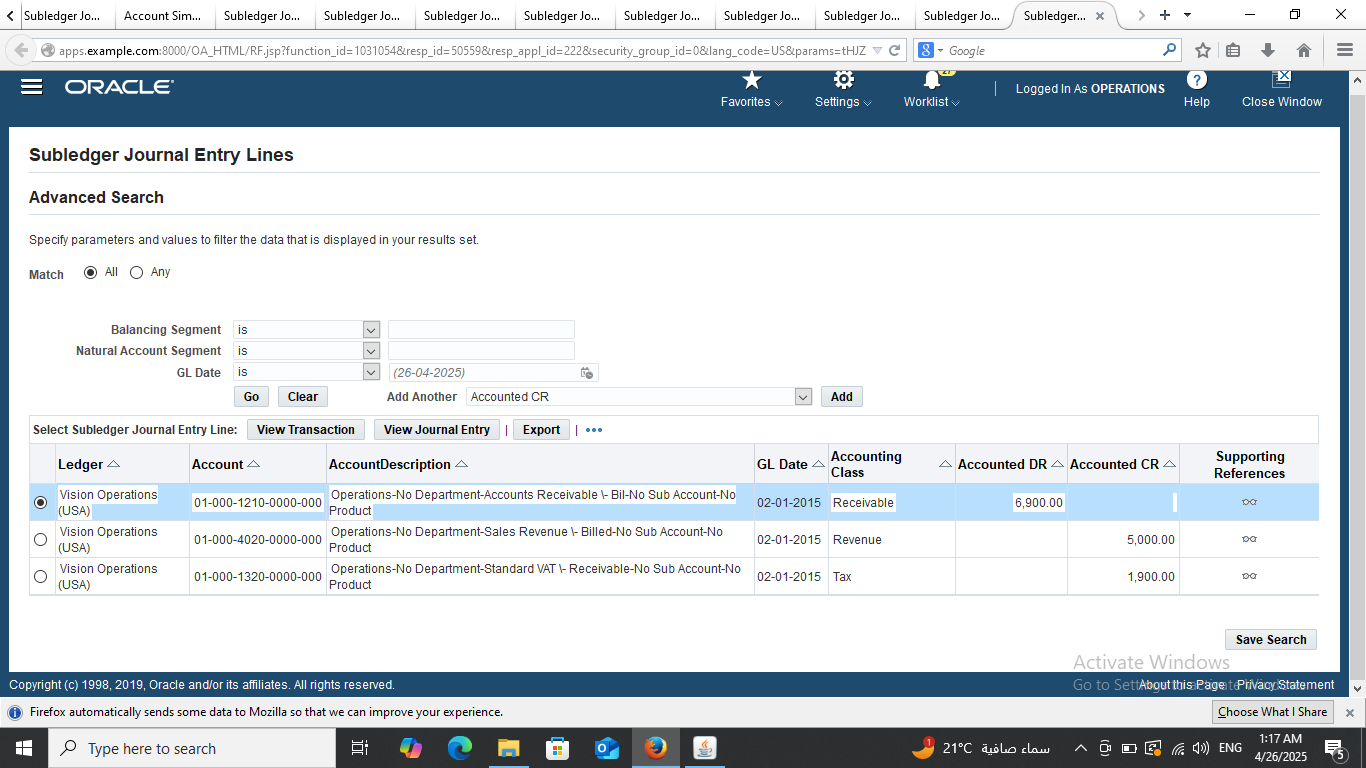 Subledger Jo...
Account Sim...
Subledger Jo...
Subledger Jo...
Subledger Jo...
Subledger Jo...
Subledger Jo...
Subledger Jo...
Subledger Jo...
Subledger Jo...
Subledger...
apps.example.com:8000/OA_HTML/RF.jsp?function_id=1031054&resp_id=50559&resp_appl_id=222&security_group_id=0&lang_code=US&params=tHJZ
Google
ORACLE
Favorites
Settings
Worklist
Logged In As OPERATIONS
Help
Close Window
Subledger Journal Entry Lines
Advanced Search
Specify parameters and values to filter the data that is displayed in your results set.
Match All Any
Balancing Segment is
Natural Account Segment is
GL Date is (26-04-2025)
Go Clear Add Another Accounted CR Add
Select Subledger Journal Entry Line: View Transaction View Journal Entry | Export | •••
Ledger Account AccountDescription GL Date Accounting Class Accounted DR Accounted CR Supporting References
Vision Operations (USA) 01-000-1210-0000-000 Operations-No Department-Accounts Receivable \- Bil-No Sub Account-No Product 02-01-2015 Receivable 6,900.00
Vision Operations (USA) 01-000-4020-0000-000 Operations-No Department-Sales Revenue \- Billed-No Sub Account-No Product 02-01-2015 Revenue 5,000.00
Vision Operations (USA) 01-000-1320-0000-000 Operations-No Department-Standard VAT \- Receivable-No Sub Account-No Product 02-01-2015 Tax 1,900.00
Save Search
Activate Windows
Copyright (c) 1998, 2019, Oracle and/or its affiliates. All rights reserved.
About this Page Privacy Statement
Firefox automatically sends some data to Mozilla so that we can improve your experience.
Choose What I Share
Type here to search
21°C سماء صافية
ENG
1:17 AM
4/26/2025
5